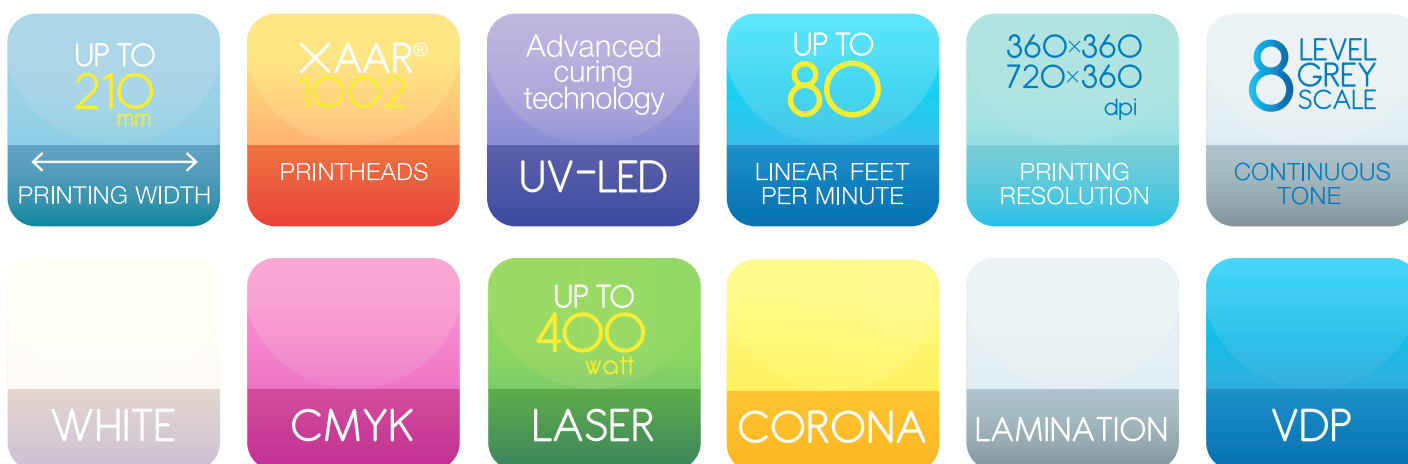 UP TO
210
mm
PRINTING WIDTH
XAAR®
1002
PRINTHEADS
Advanced
curing
technology
UV-LED
UP TO
80
LINEAR FEET
PER MINUTE
360×360
720×360
dpi
PRINTING
RESOLUTION
8 LEVEL
GREY
SCALE
CONTINUOUS
TONE
WHITE
CMYK
UP TO
400
watt
LASER
CORONA
LAMINATION
VDP